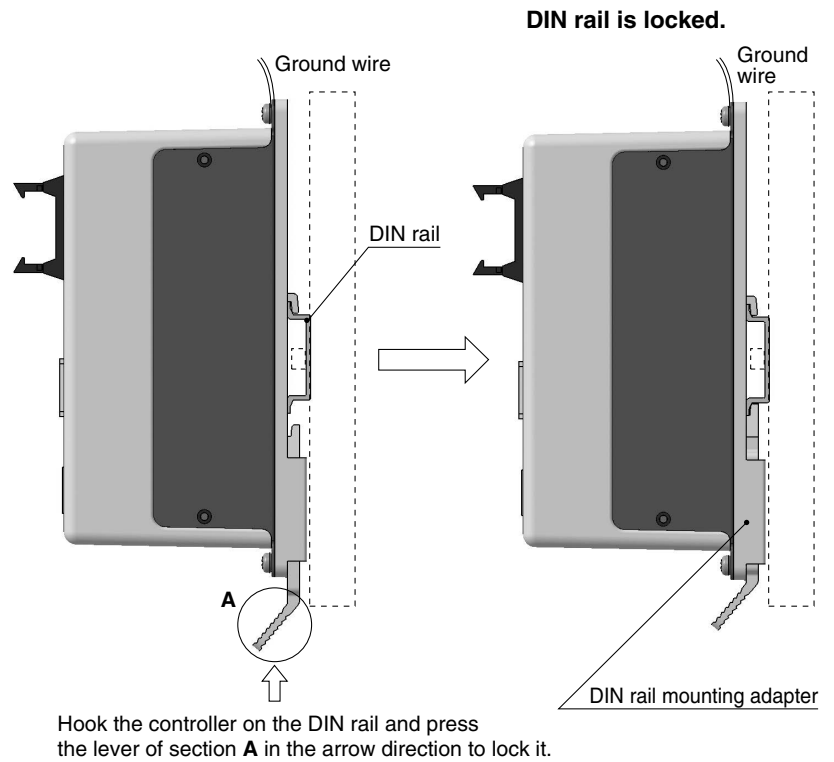 DIN rail is locked.
Ground wire
Ground
wire
DIN rail
A
DIN rail mounting adapter
Hook the controller on the DIN rail and press
the lever of section A in the arrow direction to lock it.